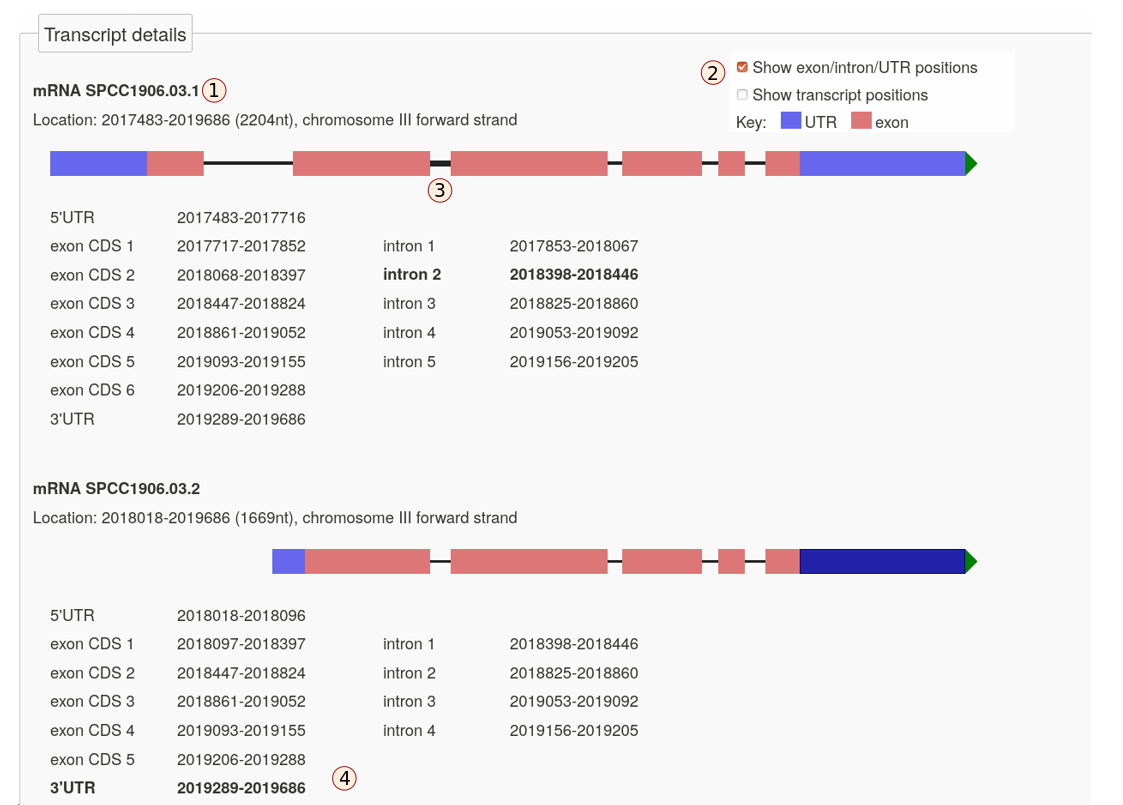 Transcript details
mRNA SPCC1906.03.1 1
2 Show exon/intron/UTR positions
Location: 2017483-2019686 (2204nt), chromosome III forward strand
Show transcript positions
Key: UTR exon
3
5'UTR 2017483-2017716
exon CDS 1 2017717-2017852 intron 1 2017853-2018067
exon CDS 2 2018068-2018397 intron 2 2018398-2018446
exon CDS 3 2018447-2018824 intron 3 2018825-2018860
exon CDS 4 2018861-2019052 intron 4 2019053-2019092
exon CDS 5 2019093-2019155 intron 5 2019156-2019205
exon CDS 6 2019206-2019288
3'UTR 2019289-2019686
mRNA SPCC1906.03.2
Location: 2018018-2019686 (1669nt), chromosome III forward strand
5'UTR 2018018-2018096
exon CDS 1 2018097-2018397 intron 1 2018398-2018446
exon CDS 2 2018447-2018824 intron 2 2018825-2018860
exon CDS 3 2018861-2019052 intron 3 2019053-2019092
exon CDS 4 2019093-2019155 intron 4 2019156-2019205
exon CDS 5 2019206-2019288
3'UTR 2019289-2019686 4